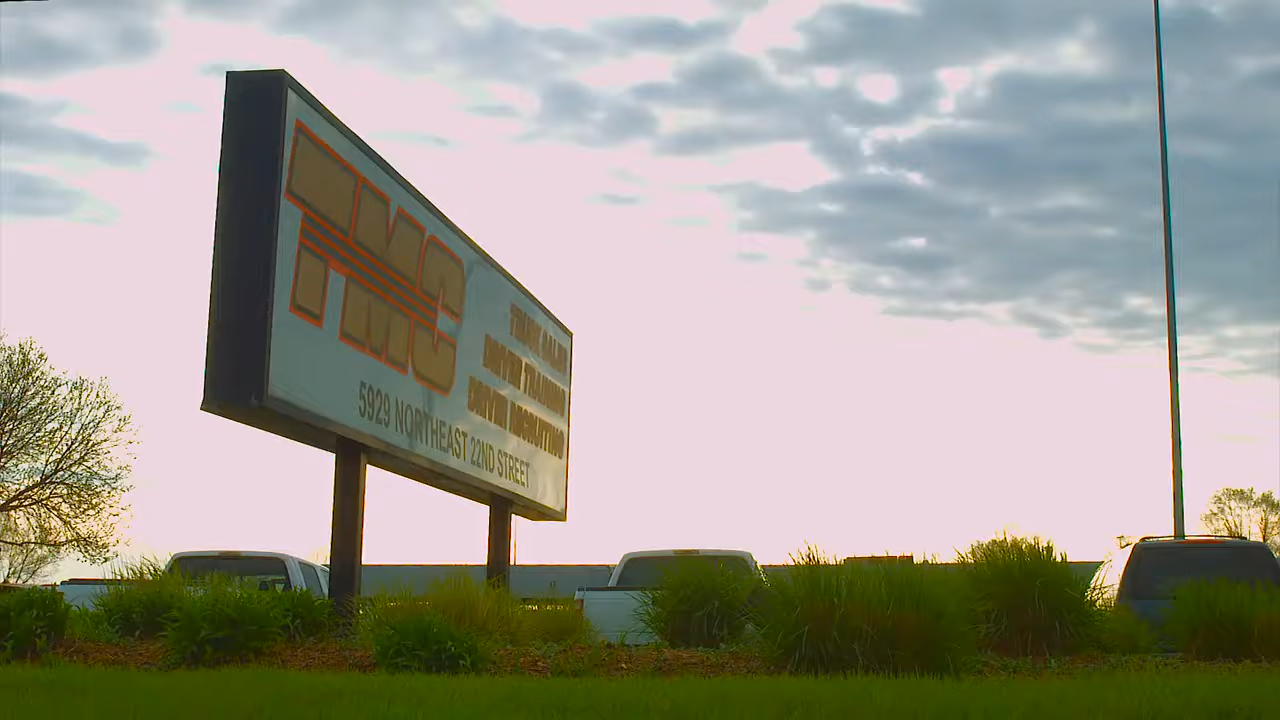 TMC
TRUCK SALES
DRIVER TRAINING
DRIVER RECRUITING
5929 NORTHEAST 22ND STREET